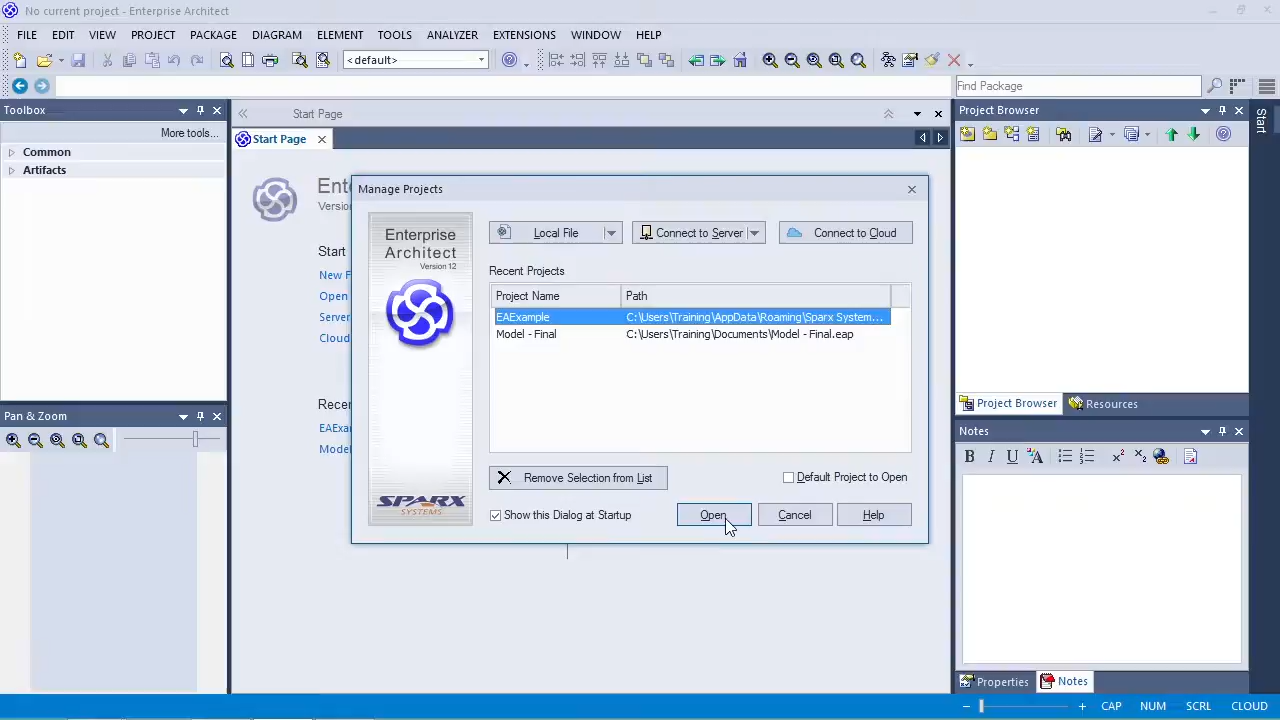 No current project - Enterprise Architect
FILE EDIT VIEW PROJECT PACKAGE DIAGRAM ELEMENT TOOLS ANALYZER EXTENSIONS WINDOW HELP
<default>
Find Package
Toolbox
More tools...
Common
Artifacts
Pan & Zoom
Start Page
Start Page
Ent
Versio
Start
New F
Open
Server
Cloud
Recen
EAExam
Model
Manage Projects
Enterprise
Architect
Version 12
SPARX
SYSTEMS
Local File
Connect to Server
Connect to Cloud
Recent Projects
Project Name Path
EAExample C:\Users\Training\AppData\Roaming\Sparx System...
Model - Final C:\Users\Training\Documents\Model - Final.eap
Remove Selection from List
Default Project to Open
Show this Dialog at Startup
Open
Cancel
Help
Project Browser
Start
Project Browser
Resources
Notes
B I U A
Properties
Notes
CAP NUM SCRL CLOUD